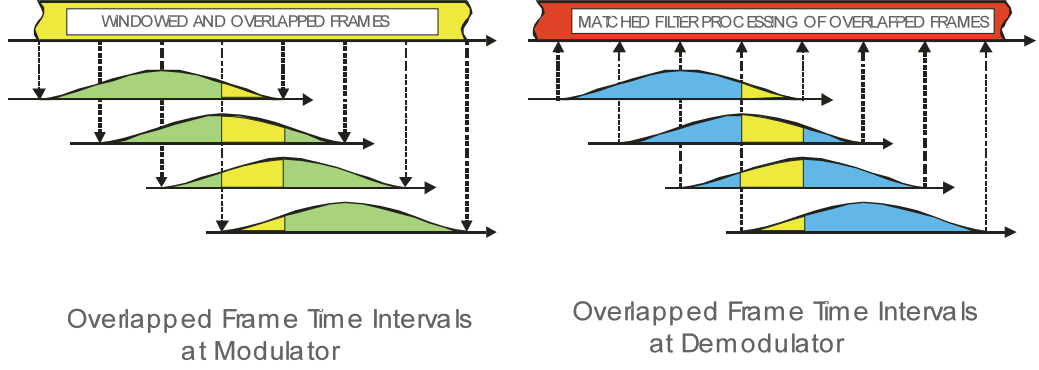 WINDOWED AND OVERLAPPED FRAMES
MATCHED FILTER PROCESSING OF OVERLAPPED FRAMES
Overlapped Frame Time Intervals
at Modulator
Overlapped Frame Time Intervals
at Demodulator